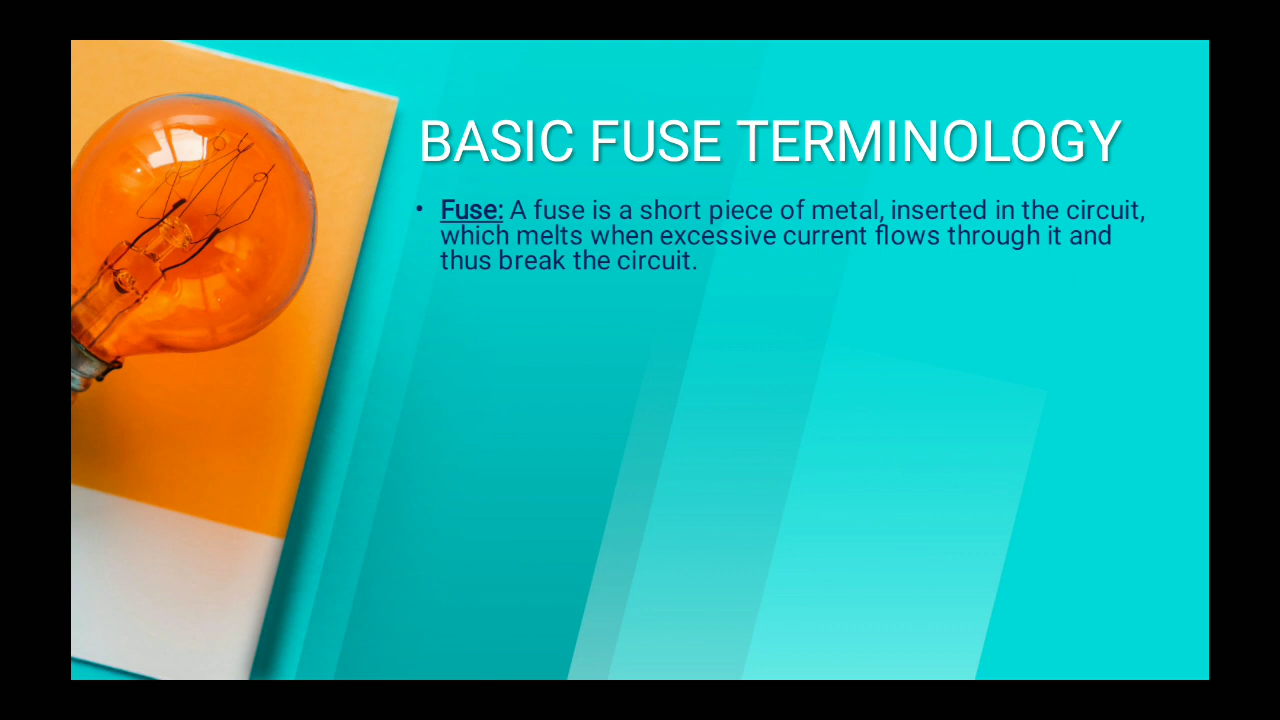 BASIC FUSE TERMINOLOGY
• Fuse: A fuse is a short piece of metal, inserted in the circuit,
which melts when excessive current flows through it and
thus break the circuit.